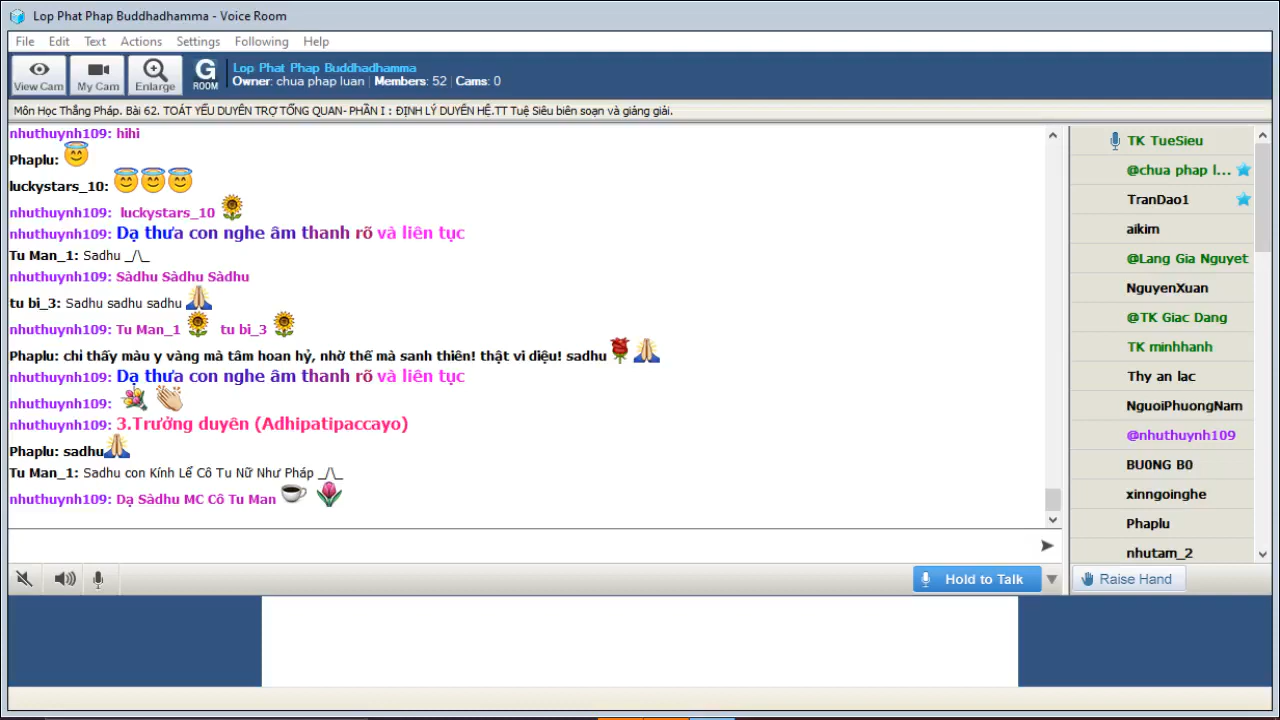 Lop Phat Phap Buddhadhamma - Voice Room
File Edit Text Actions Settings Following Help
View Cam My Cam Enlarge G ROOM
Lop Phat Phap Buddhadhamma
Owner: chua phap luan | Members: 52 | Cams: 0
Môn Học Thắng Pháp. Bài 62. TOÁT YẾU DUYÊN TRỢ TỔNG QUAN- PHẦN I : ĐỊNH LÝ DUYÊN HỆ.TT Tuệ Siêu biên soạn và giảng giải.
nhuthuynh109: hihi
Phaplu:
luckystars_10:
nhuthuynh109: luckystars_10
nhuthuynh109: Dạ thưa con nghe âm thanh rõ và liên tục
Tu Man_1: Sadhu _/\_
nhuthuynh109: Sàdhu Sàdhu Sàdhu
tu bi_3: Sadhu sadhu sadhu
nhuthuynh109: Tu Man_1 tu bi_3
Phaplu: chỉ thấy màu y vàng mà tâm hoan hỷ, nhờ thế mà sanh thiên! thật vi diệu! sadhu
nhuthuynh109: Dạ thưa con nghe âm thanh rõ và liên tục
nhuthuynh109:
nhuthuynh109: 3.Trưởng duyên (Adhipatipaccayo)
Phaplu: sadhu
Tu Man_1: Sadhu con Kính Lễ Cô Tu Nữ Như Pháp _/\_
nhuthuynh109: Dạ Sàdhu MC Cô Tu Man
TK TueSieu
@chua phap l...
TranDao1
aikim
@Lang Gia Nguyet
NguyenXuan
@TK Giac Dang
TK minhhanh
Thy an lac
NguoiPhuongNam
@nhuthuynh109
BU0NG B0
xinngoinghe
Phaplu
nhutam_2
Hold to Talk
Raise Hand